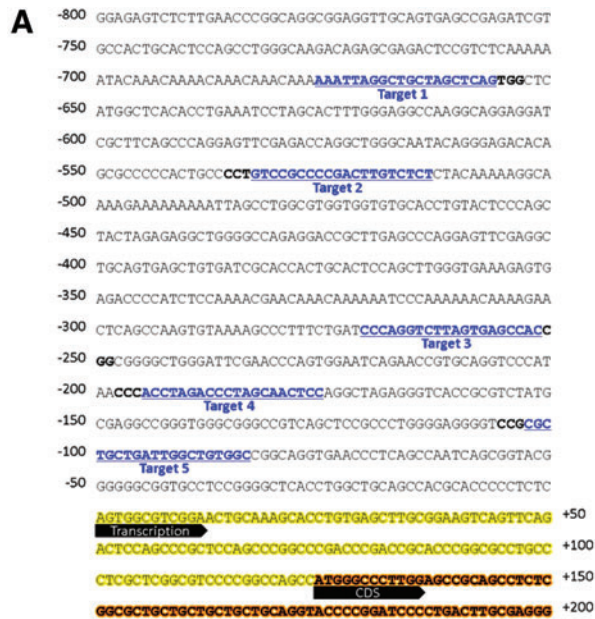 A
-800 GGAGAGTCTCTTGAACCCGGCAGGCGGAGGTTGCAGTGAGCCGAGATCGT
-750 GCCACTGCACTCCAGCCTGGGCAAGACAGAGCGAGACTCCGTCTCAAAAA
-700 ATACAAACAAAACAAACAAACAAAAAATTAGGCTGCTAGCTCAGTGGCTC
Target 1
-650 ATGGCTCACACCTGAAATCCTAGCACTTTGGGAGGCCAAGGCAGGAGGAT
-600 CGCTTCAGCCCAGGAGTTCGAGACCAGGCTGGGCAATACAGGGAGACACA
-550 GCGCCCCCACTGCCCCTGTCCGCCCCGACTTGTCTCTCTACAAAAAGGCA
Target 2
-500 AAAGAAAAAAAAATTAGCCTGGCGTGGTGGTGTGCACCTGTACTCCCAGC
-450 TACTAGAGAGGCTGGGGCCAGAGGACCGCTTGAGCCCAGGAGTTCGAGGC
-400 TGCAGTGAGCTGTGATCGCACCACTGCACTCCAGCTTGGGTGAAAGAGTG
-350 AGACCCCATCTCCAAAACGAACAAACAAAAAATCCCAAAAAACAAAAGAA
-300 CTCAGCCAAGTGTAAAAGCCCTTTCTGATCCCAGGTCTTAGTGAGCCACC
Target 3
-250 GGCGGGGCTGGGATTCGAACCCAGTGGAATCAGAACCGTGCAGGTCCCAT
-200 AACCCACCTAGACCCTAGCAACTCCAGGCTAGAGGGTCACCGCGTCTATG
Target 4
-150 CGAGGCCGGGTGGGCGGGCCGTCAGCTCCGCCCTGGGGAGGGGTCCGCGC
-100 TGCTGATTGGCTGTGGCCGGCAGGTGAACCCTCAGCCAATCAGCGGTACG
Target 5
-50 GGGGGCGGTGCCTCCGGGGCTCACCTGGCTGCAGCCACGCACCCCCTCTC
AGTGGCGTCGGAACTGCAAAGCACCTGTGAGCTTGCGGAAGTCAGTTCAG +50
Transcription
ACTCCAGCCCGCTCCAGCCCGGCCCGACCCGACCGCACCCGGCGCCTGCC +100
CTCGCTCGGCGTCCCCGGCCAGCCATGGGCCCTTGGAGCCGCAGCCTCTC +150
CDS
GGCGCTGCTGCTGCTGCTGCAGGTACCCCGGATCCCCTGACTTGCGAGGG +200